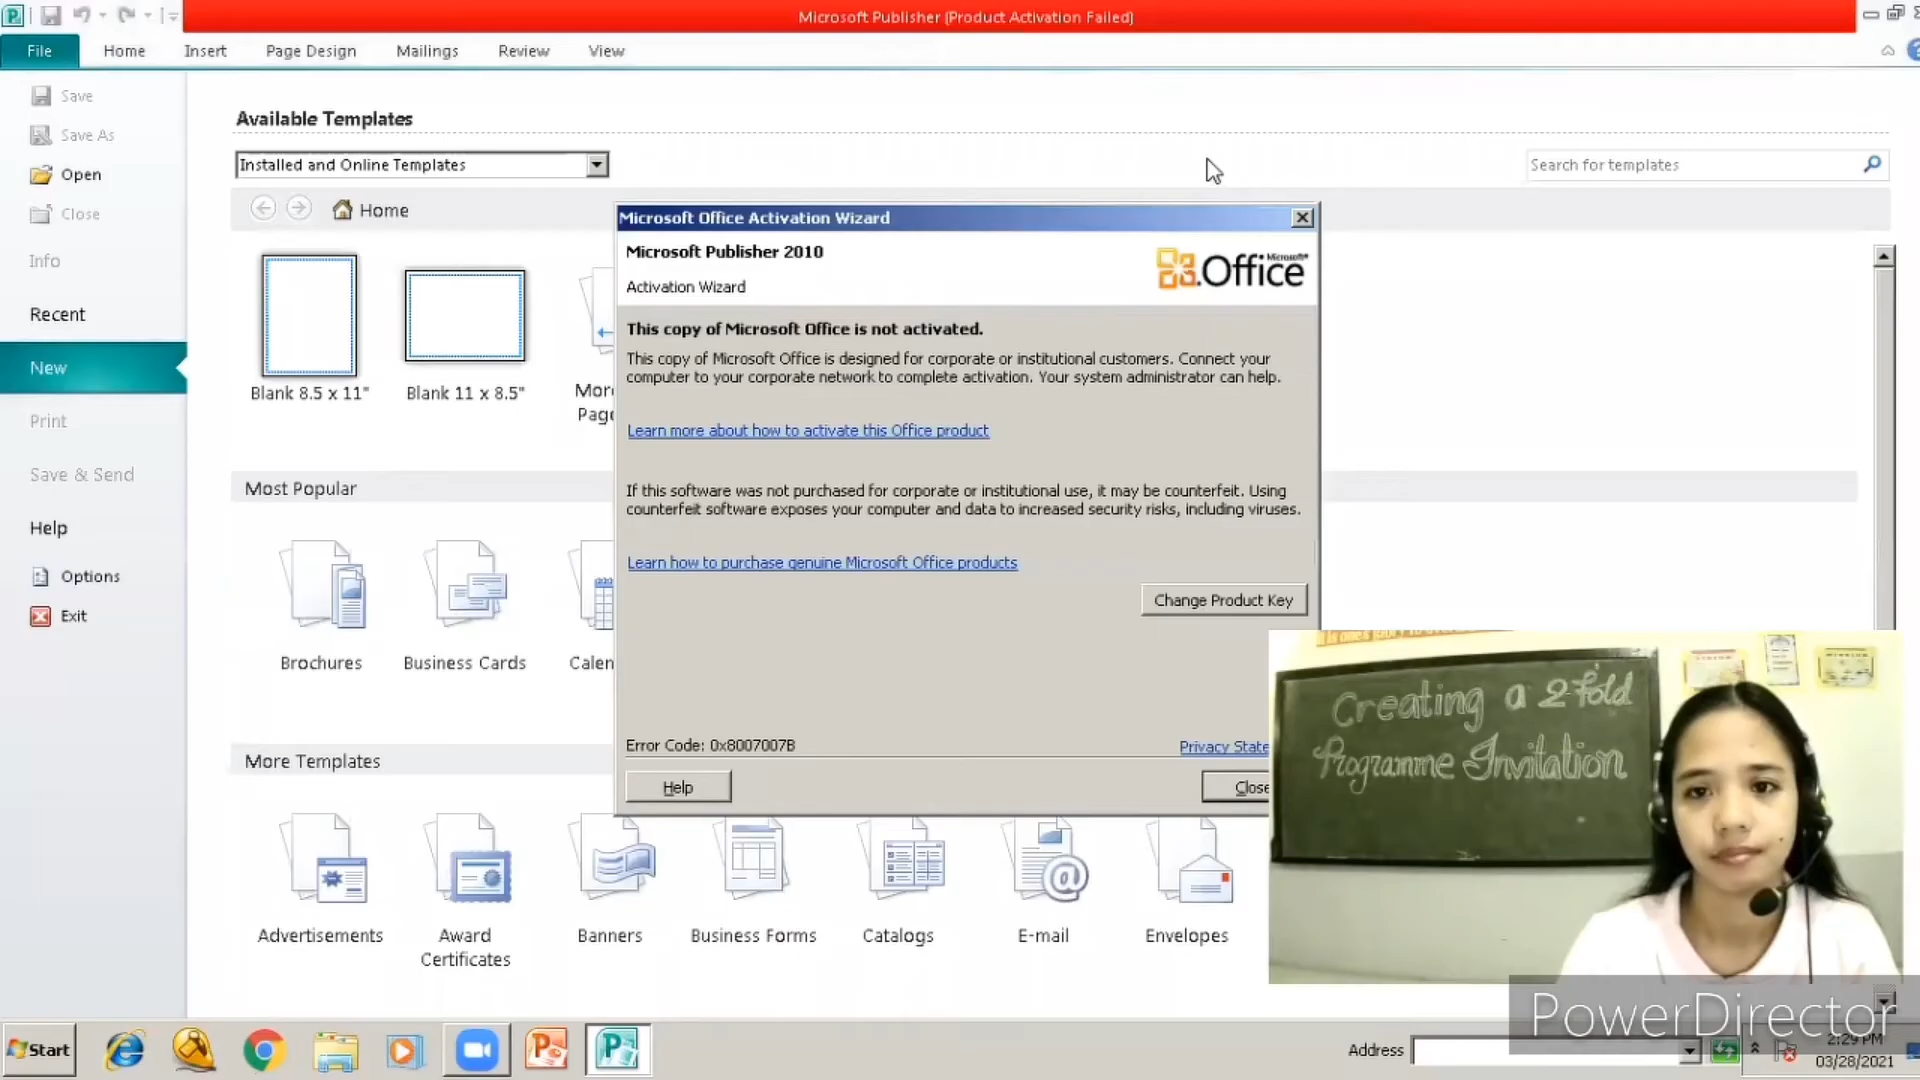 Microsoft Publisher (Product Activation Failed)
File
Home
Insert
Page Design
Mailings
Review
View
Save
Save As
Open
Close
Info
Recent
New
Print
Save & Send
Help
Options
Exit
Available Templates
Installed and Online Templates
Search for templates
Home
Blank 8.5 x 11"
Blank 11 x 8.5"
Most Popular
Brochures
Business Cards
More Templates
Advertisements
Award
Certificates
Banners
Business Forms
Catalogs
E-mail
Envelopes
Microsoft Office Activation Wizard
Microsoft Publisher 2010
Activation Wizard
Microsoft
Office
This copy of Microsoft Office is not activated.
This copy of Microsoft Office is designed for corporate or institutional customers. Connect your
computer to your corporate network to complete activation. Your system administrator can help.
Learn more about how to activate this Office product
If this software was not purchased for corporate or institutional use, it may be counterfeit. Using
counterfeit software exposes your computer and data to increased security risks, including viruses.
Learn how to purchase genuine Microsoft Office products
Change Product Key
Error Code: 0x8007007B
Privacy State
Help
Close
Creating a 2-fold
Programme Invitation
PowerDirector
Start
Address
2:29 PM
03/28/2021